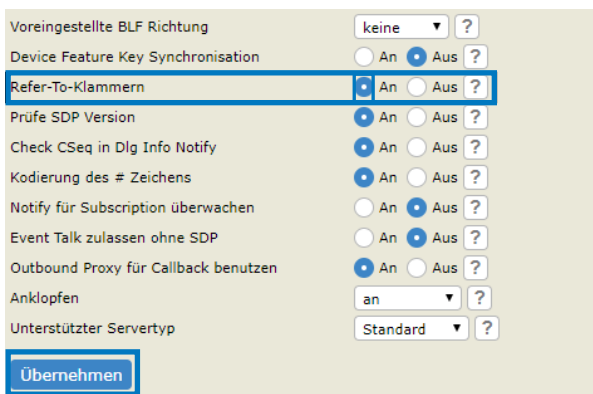 Voreingestellte BLF Richtung keine ?
Device Feature Key Synchronisation An Aus ?
Refer-To-Klammern An Aus ?
Prüfe SDP Version An Aus ?
Check CSeq in Dlg Info Notify An Aus ?
Kodierung des # Zeichens An Aus ?
Notify für Subscription überwachen An Aus ?
Event Talk zulassen ohne SDP An Aus ?
Outbound Proxy für Callback benutzen An Aus ?
Anklopfen an ?
Unterstützter Servertyp Standard ?
Übernehmen